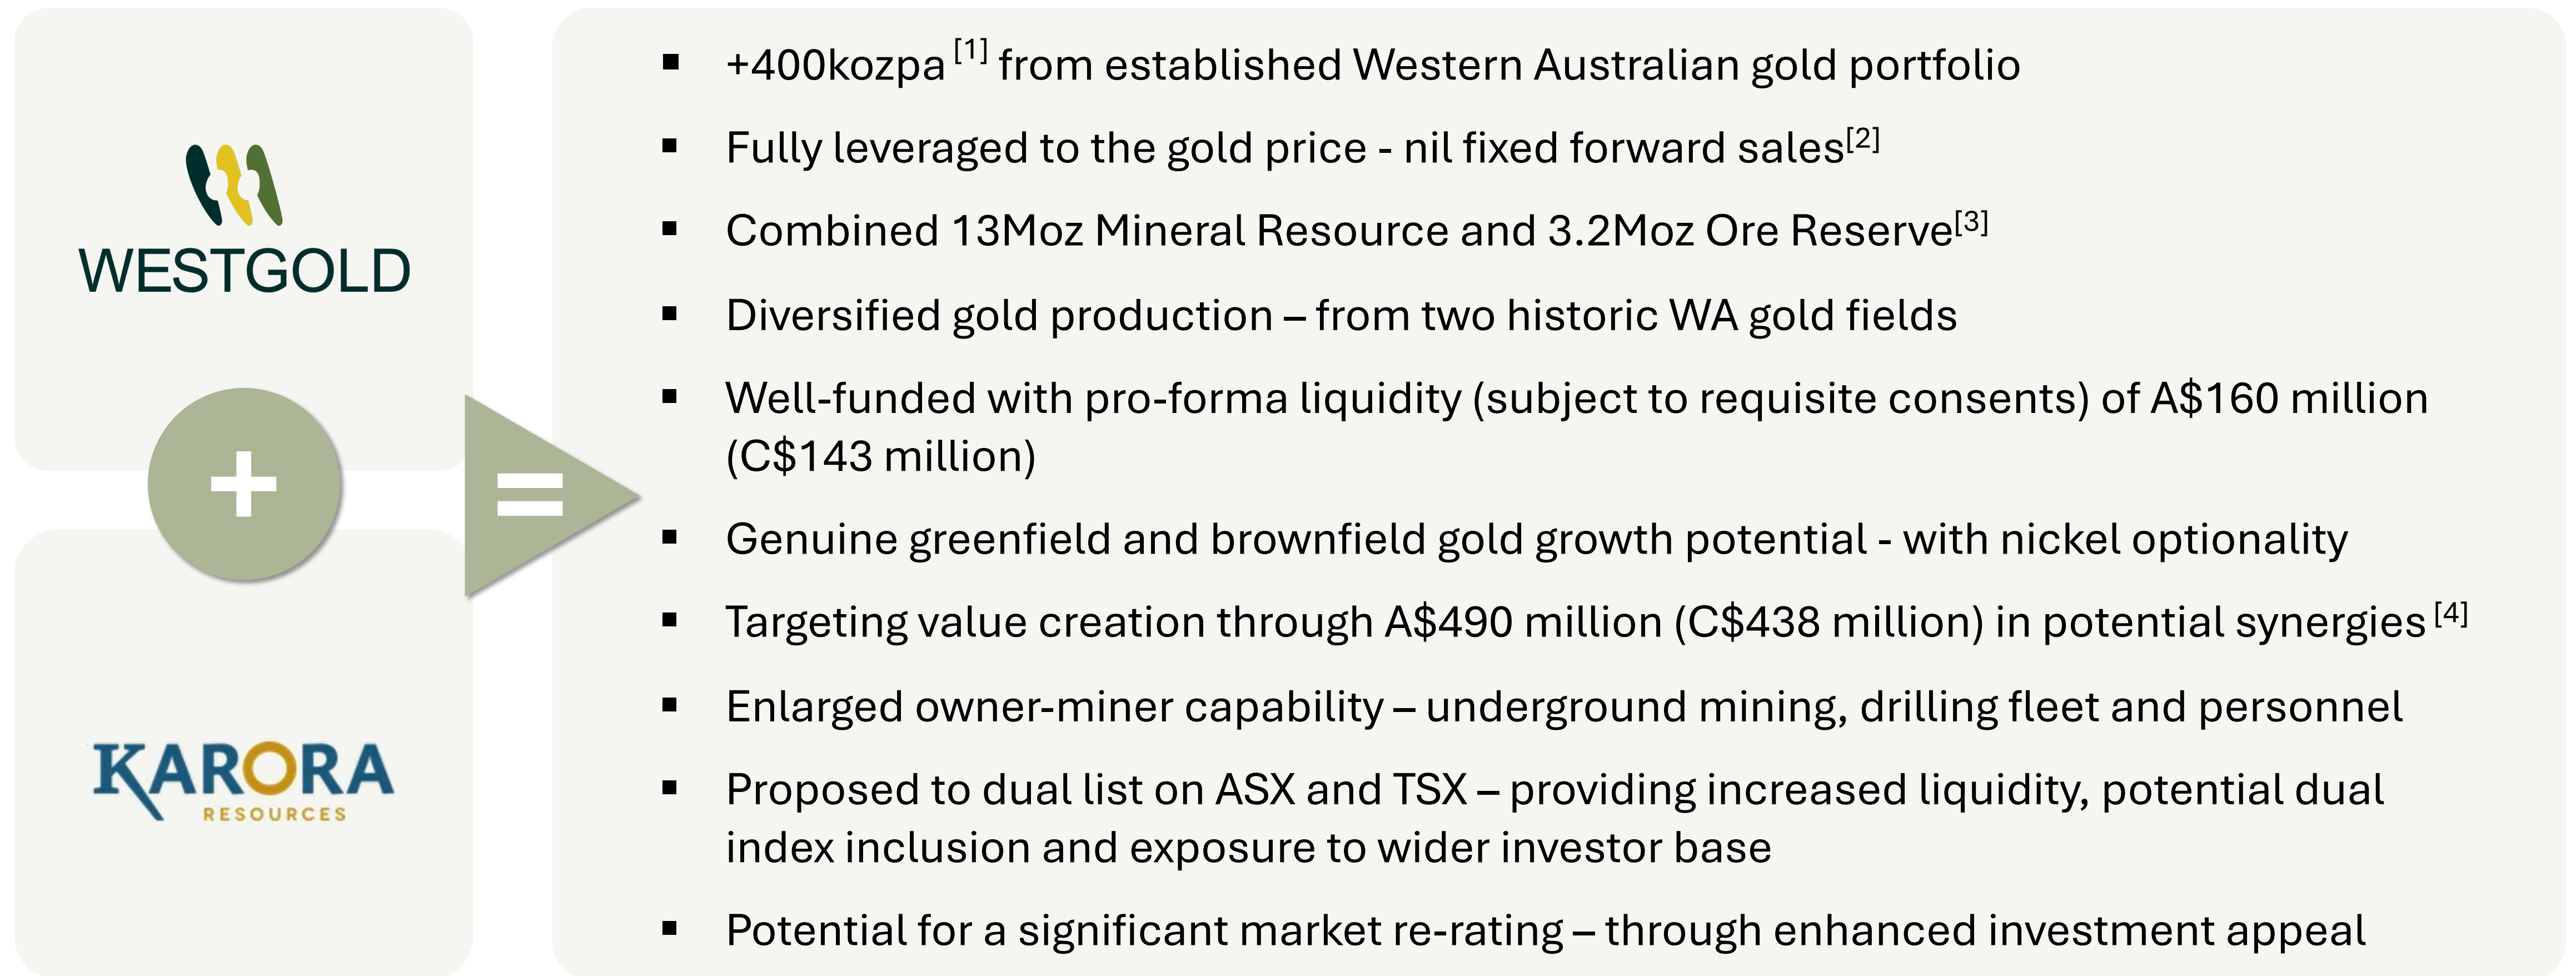 WESTGOLD
+
KARORA
RESOURCES
=
▪ +400kozpa [1] from established Western Australian gold portfolio
▪ Fully leveraged to the gold price - nil fixed forward sales[2]
▪ Combined 13Moz Mineral Resource and 3.2Moz Ore Reserve[3]
▪ Diversified gold production – from two historic WA gold fields
▪ Well-funded with pro-forma liquidity (subject to requisite consents) of A$160 million
(C$143 million)
▪ Genuine greenfield and brownfield gold growth potential - with nickel optionality
▪ Targeting value creation through A$490 million (C$438 million) in potential synergies [4]
▪ Enlarged owner-miner capability – underground mining, drilling fleet and personnel
▪ Proposed to dual list on ASX and TSX – providing increased liquidity, potential dual
index inclusion and exposure to wider investor base
▪ Potential for a significant market re-rating – through enhanced investment appeal